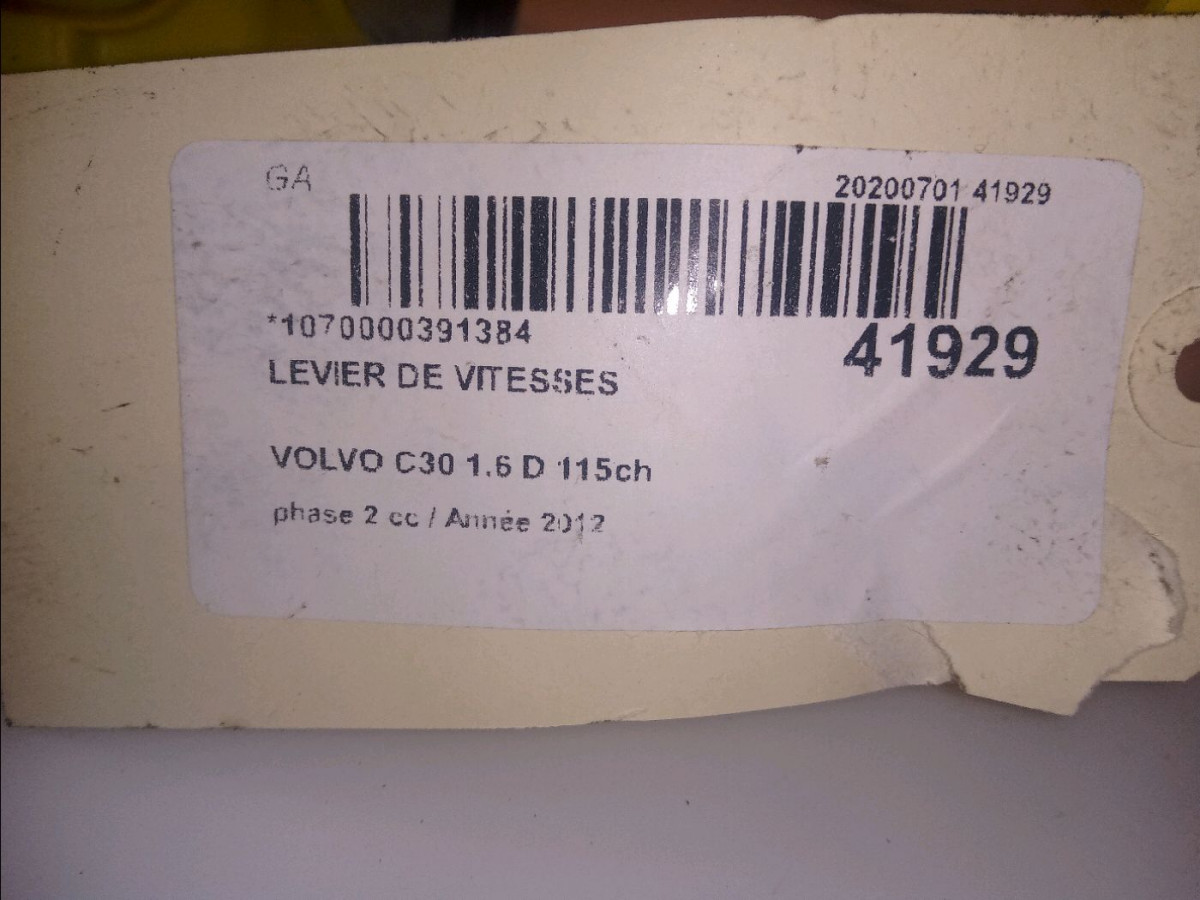 GA
20200701 41929
*1070000391384
41929
LEVIER DE VITESSES
VOLVO C30 1.6 D 115ch
phase 2 cc / Année 2012